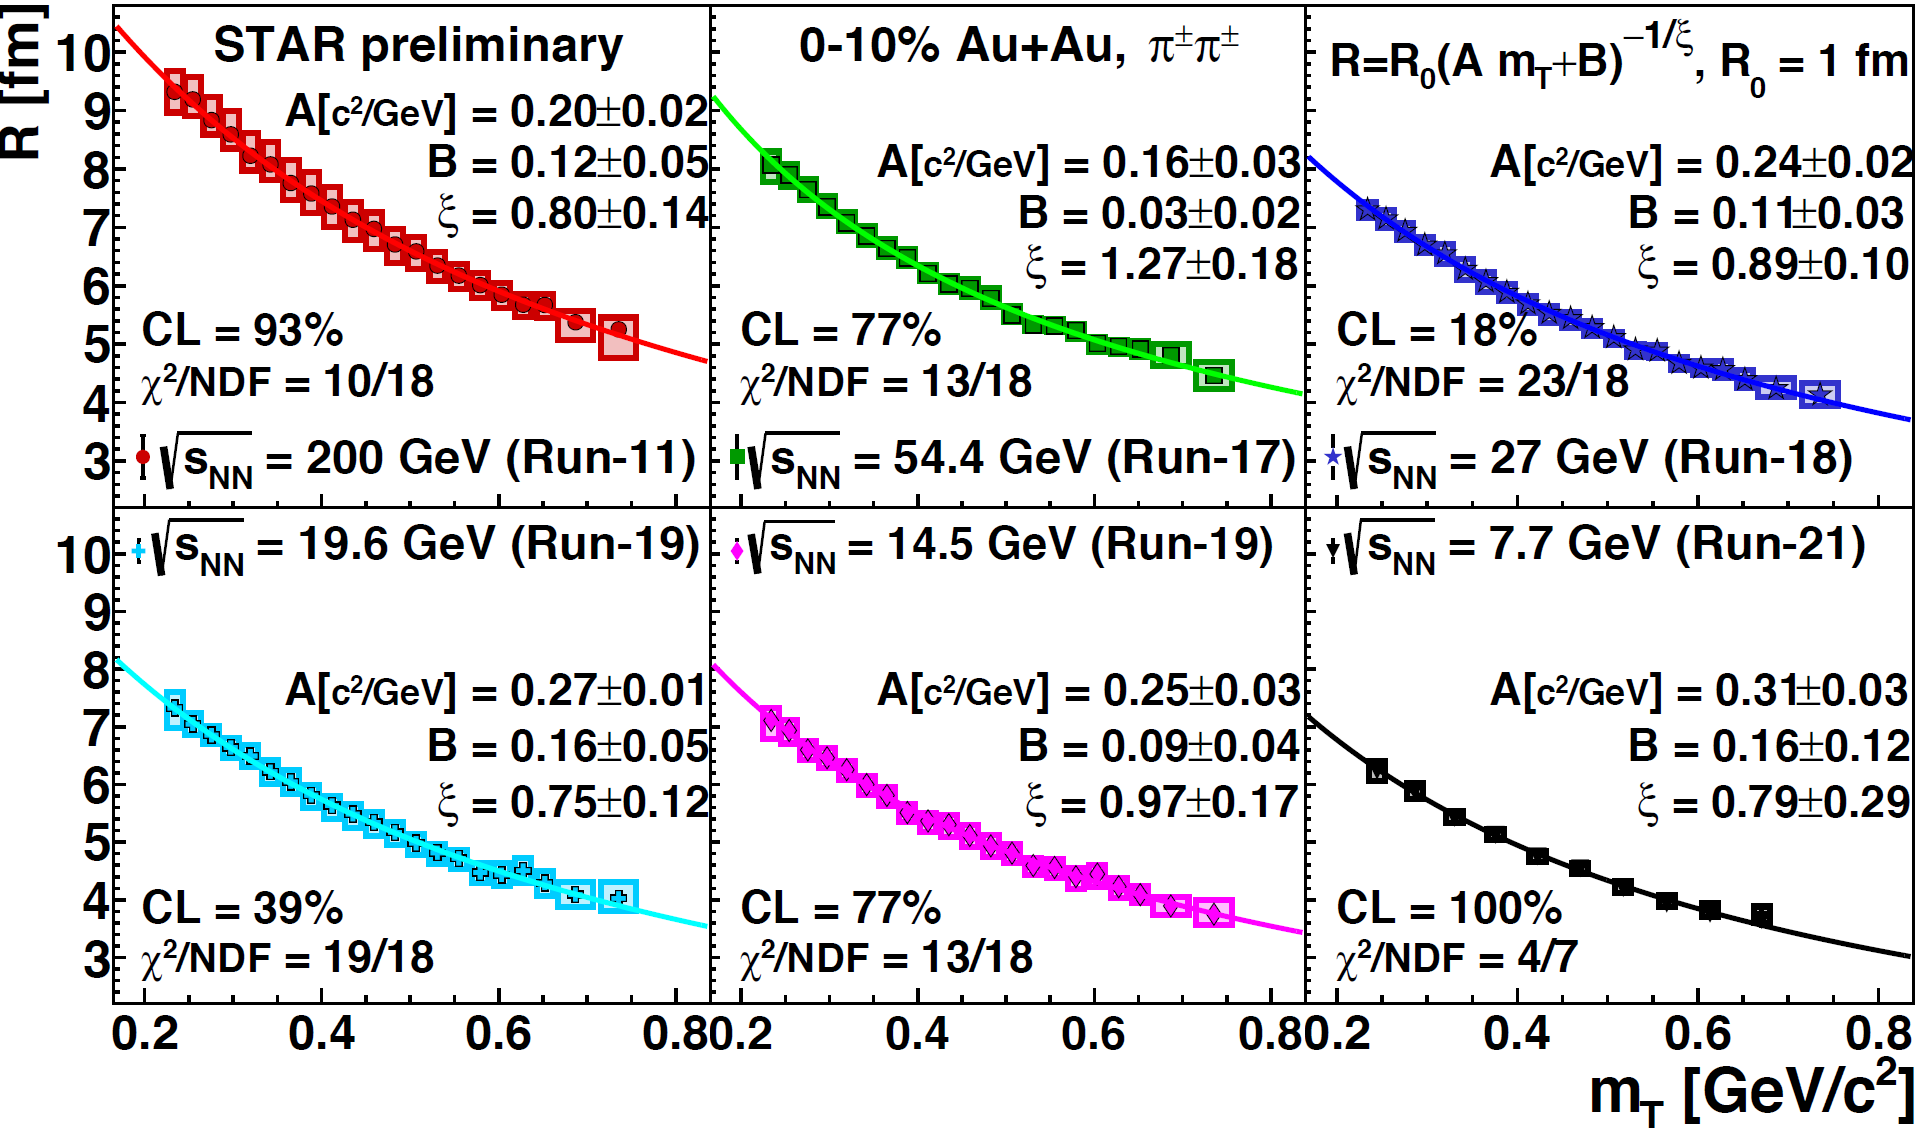 R [fm]
10
9
8
7
6
5
4
3
STAR preliminary
A[c²/GeV] = 0.20±0.02
B = 0.12±0.05
ξ = 0.80±0.14
CL = 93%
χ²/NDF = 10/18
√sNN = 200 GeV (Run-11)
0-10% Au+Au, π±π±
A[c²/GeV] = 0.16±0.03
B = 0.03±0.02
ξ = 1.27±0.18
CL = 77%
χ²/NDF = 13/18
√sNN = 54.4 GeV (Run-17)
R=R₀(A mT+B)⁻¹/ξ, R₀ = 1 fm
A[c²/GeV] = 0.24±0.02
B = 0.11±0.03
ξ = 0.89±0.10
CL = 18%
χ²/NDF = 23/18
√sNN = 27 GeV (Run-18)
10
9
8
7
6
5
4
3
√sNN = 19.6 GeV (Run-19)
A[c²/GeV] = 0.27±0.01
B = 0.16±0.05
ξ = 0.75±0.12
CL = 39%
χ²/NDF = 19/18
√sNN = 14.5 GeV (Run-19)
A[c²/GeV] = 0.25±0.03
B = 0.09±0.04
ξ = 0.97±0.17
CL = 77%
χ²/NDF = 13/18
√sNN = 7.7 GeV (Run-21)
A[c²/GeV] = 0.31±0.03
B = 0.16±0.12
ξ = 0.79±0.29
CL = 100%
χ²/NDF = 4/7
0.2 0.4 0.6 0.8 0.2 0.4 0.6 0.8 0.2 0.4 0.6 0.8
mT [GeV/c²]